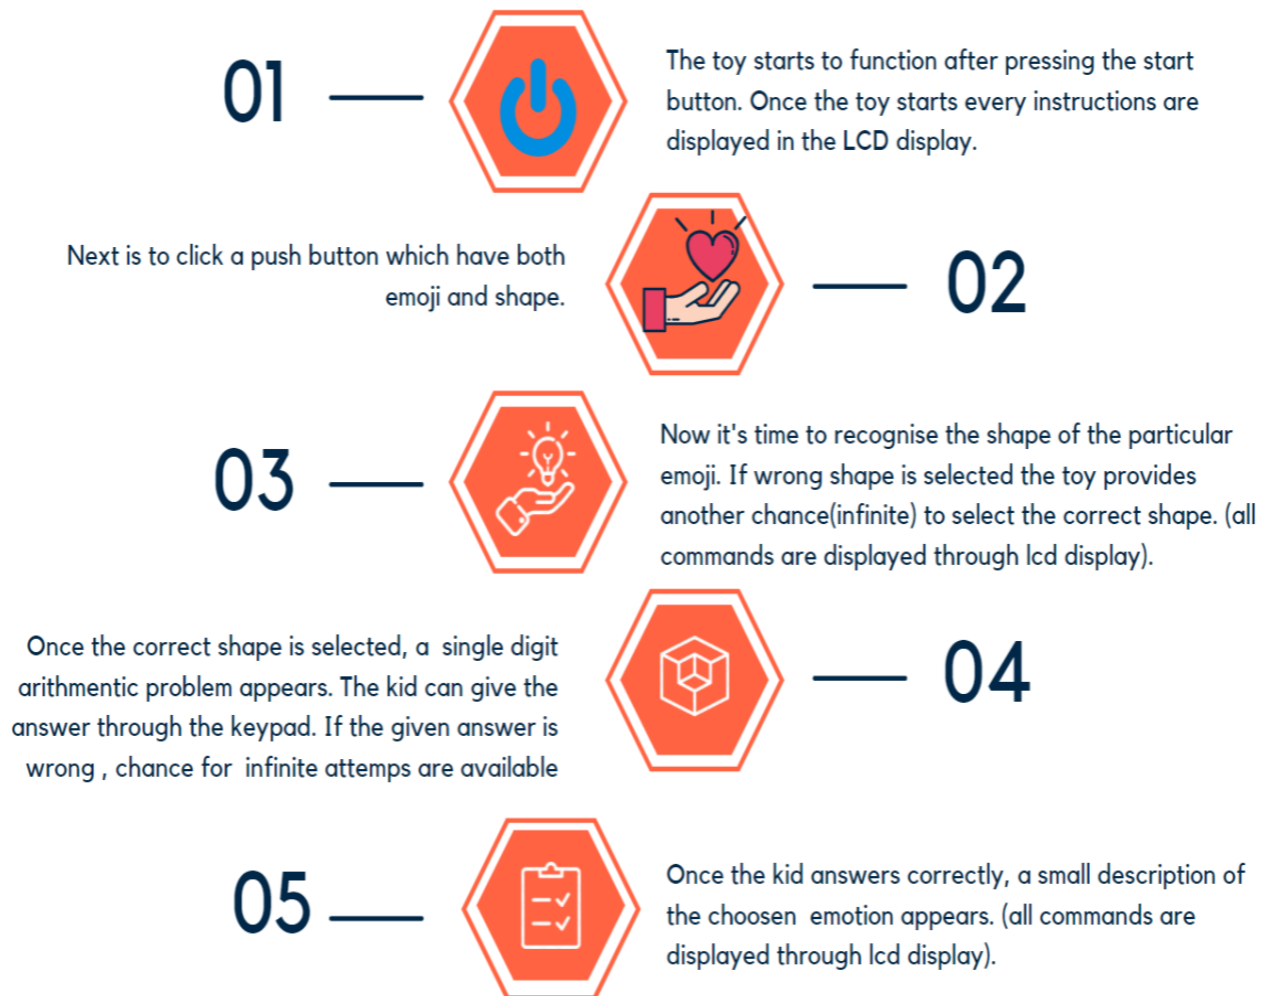 01
The toy starts to function after pressing the start
button. Once the toy starts every instructions are
displayed in the LCD display.
Next is to click a push button which have both
emoji and shape.
02
03
Now it's time to recognise the shape of the particular
emoji. If wrong shape is selected the toy provides
another chance(infinite) to select the correct shape. (all
commands are displayed through lcd display).
Once the correct shape is selected, a single digit
arithmentic problem appears. The kid can give the
answer through the keypad. If the given answer is
wrong , chance for infinite attemps are available
04
05
Once the kid answers correctly, a small description of
the choosen emotion appears. (all commands are
displayed through lcd display).